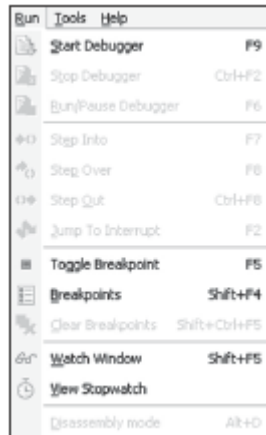 Run Tools Help
Start Debugger F9
Stop Debugger Ctrl+F2
Run/Pause Debugger F6
Step Into F7
Step Over F8
Step Out Ctrl+F8
Jump To Interrupt F2
Toggle Breakpoint F5
Breakpoints Shift+F4
Clear Breakpoints Shift+Ctrl+F5
Watch Window Shift+F5
View Stopwatch
Disassembly mode Alt+D